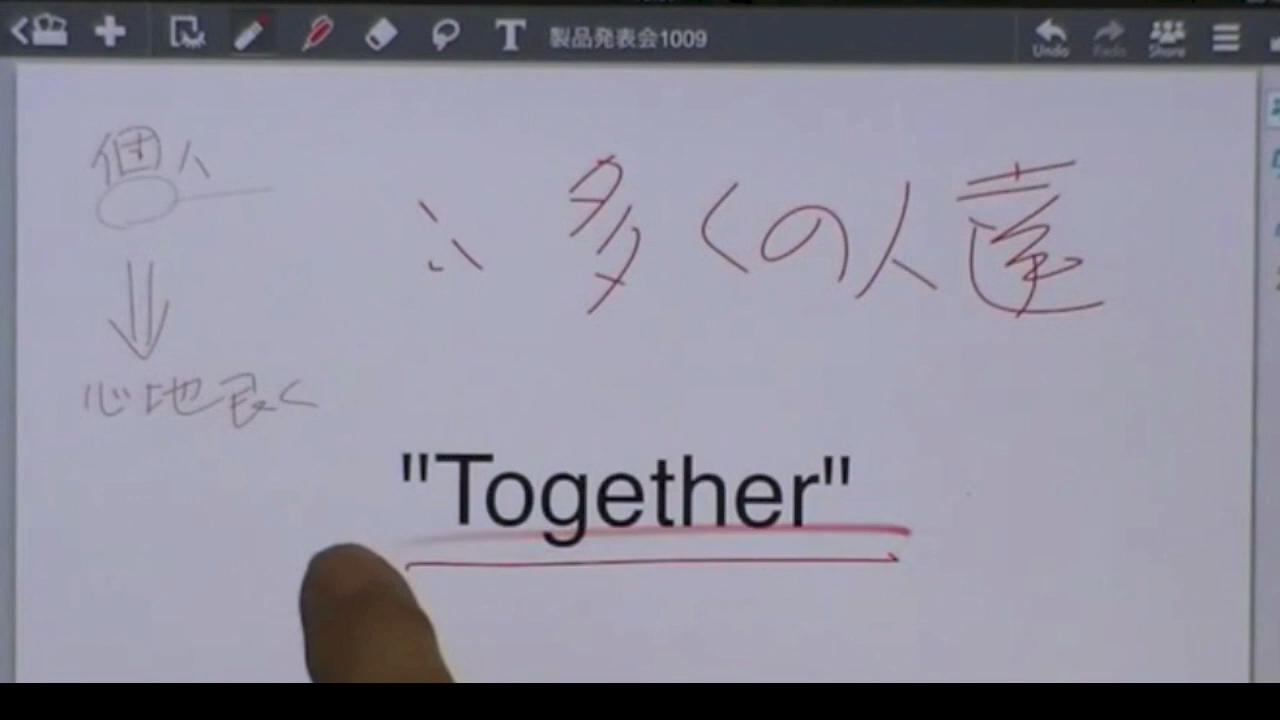 T 製品発表会1009
Undo
Redo
Share
個人
∴ 多くの人達
心地良く
"Together"